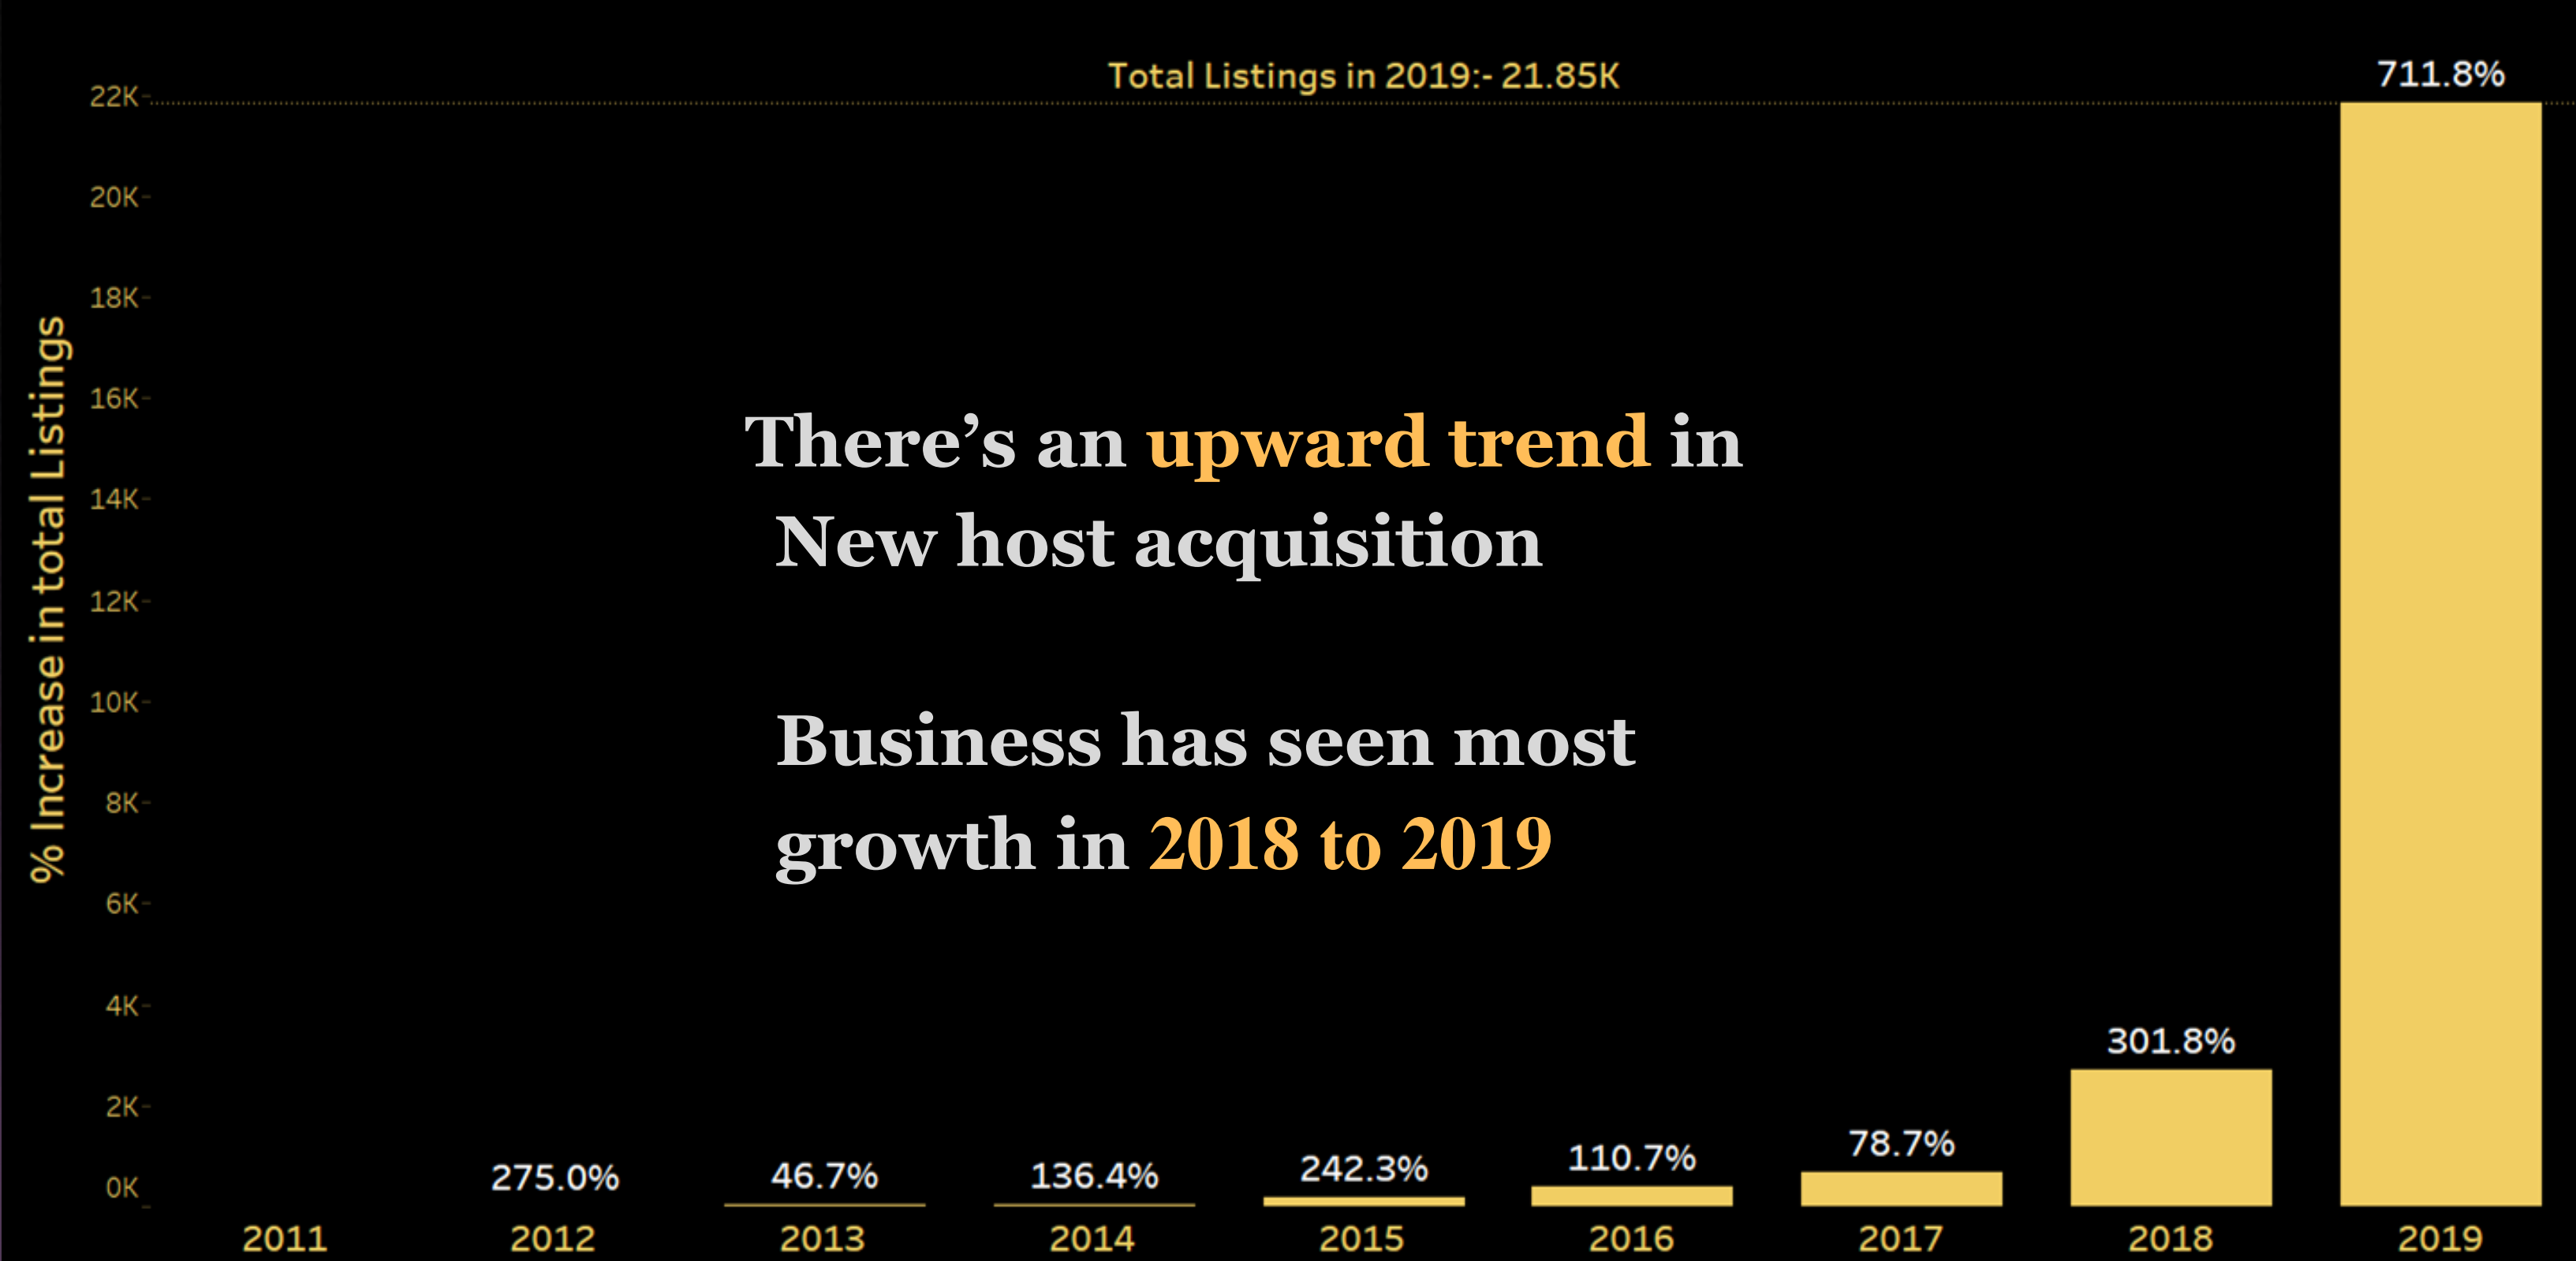 Total Listings in 2019:- 21.85K
711.8%
22K
20K
18K
16K
14K
12K
10K
8K
6K
4K
2K
0K
% Increase in total Listings
There’s an upward trend in
New host acquisition
Business has seen most
growth in 2018 to 2019
275.0%
46.7%
136.4%
242.3%
110.7%
78.7%
301.8%
2011
2012
2013
2014
2015
2016
2017
2018
2019